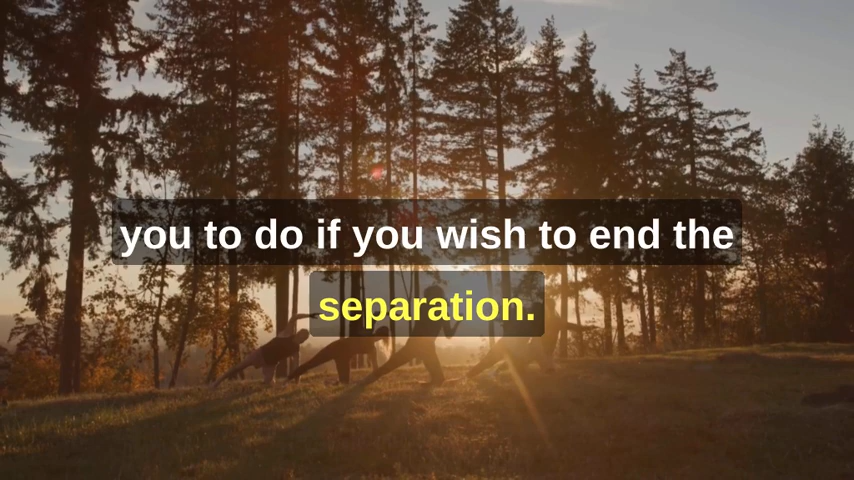 you to do if you wish to end the
separation.